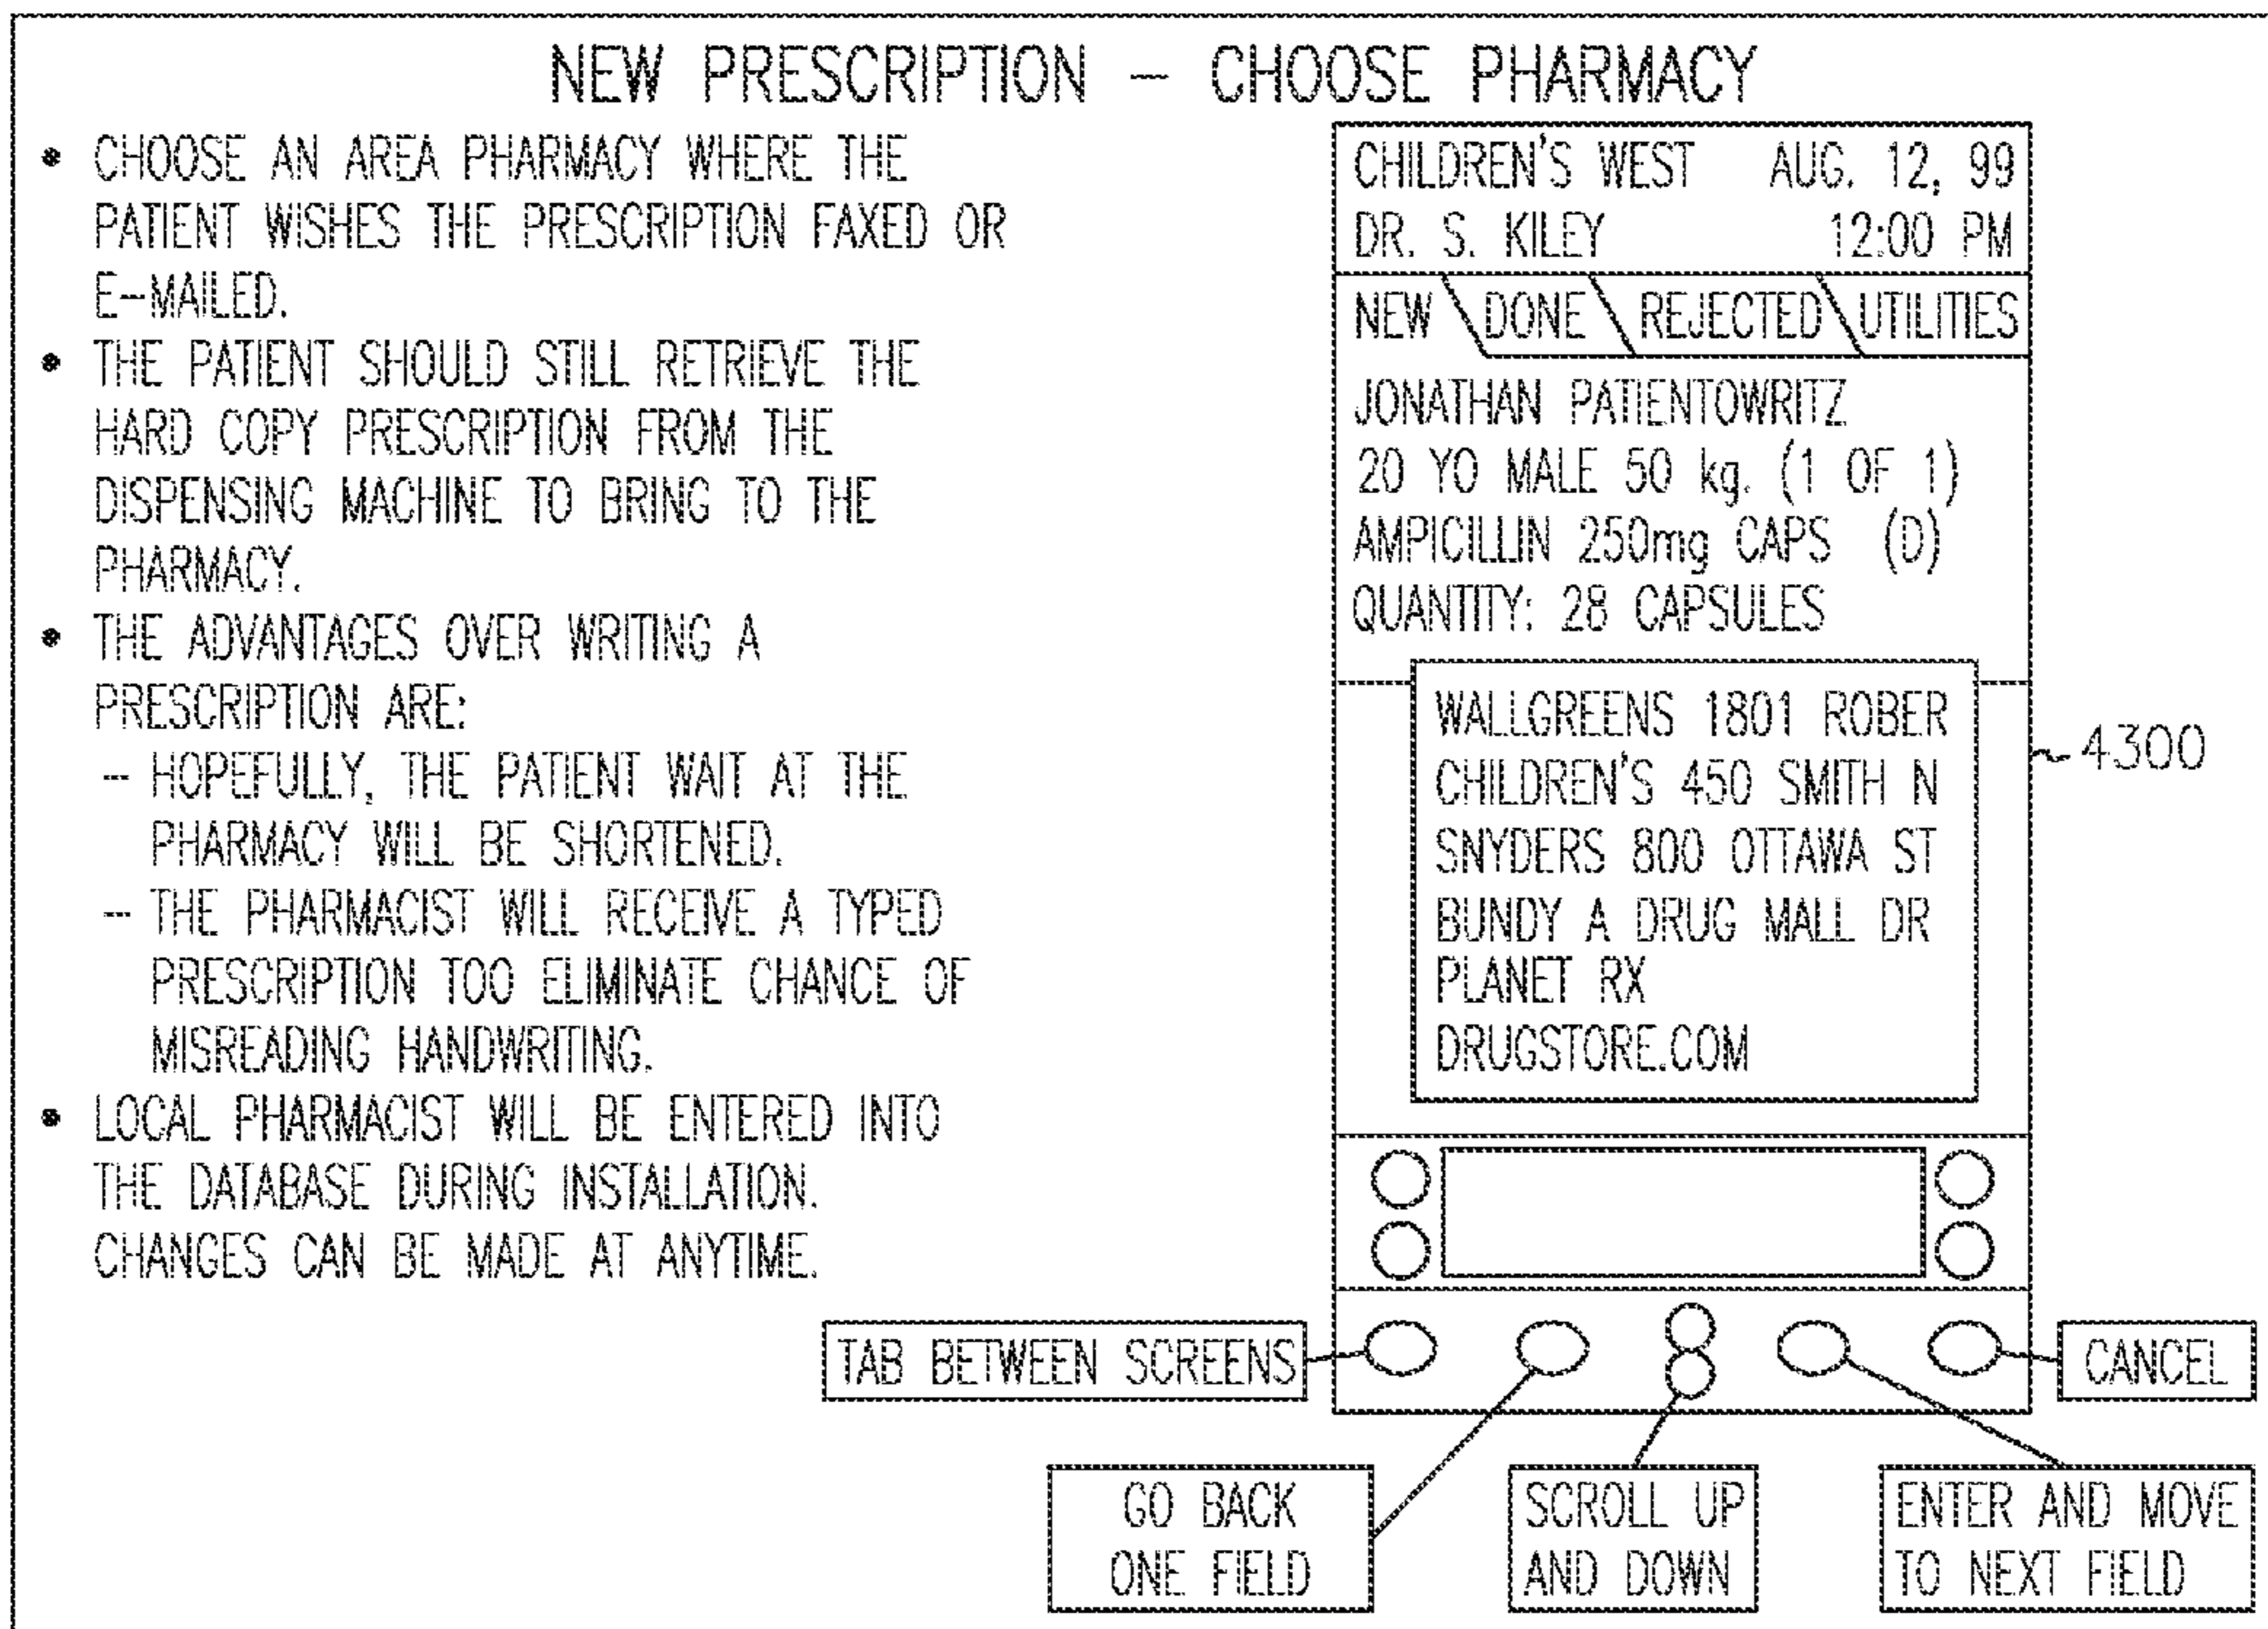 NEW PRESCRIPTION – CHOOSE PHARMACY
• CHOOSE AN AREA PHARMACY WHERE THE
PATIENT WISHES THE PRESCRIPTION FAXED OR
E–MAILED.
• THE PATIENT SHOULD STILL RETRIEVE THE
HARD COPY PRESCRIPTION FROM THE
DISPENSING MACHINE TO BRING TO THE
PHARMACY.
• THE ADVANTAGES OVER WRITING A
PRESCRIPTION ARE:
– HOPEFULLY, THE PATIENT WAIT AT THE
PHARMACY WILL BE SHORTENED.
– THE PHARMACIST WILL RECEIVE A TYPED
PRESCRIPTION TOO ELIMINATE CHANCE OF
MISREADING HANDWRITING.
• LOCAL PHARMACIST WILL BE ENTERED INTO
THE DATABASE DURING INSTALLATION.
CHANGES CAN BE MADE AT ANYTIME.
CHILDREN'S WEST AUG. 12, 99
DR. S. KILEY 12:00 PM
NEW DONE REJECTED UTILITIES
JONATHAN PATIENTOWRITZ
20 YO MALE 50 kg. (1 OF 1)
AMPICILLIN 250mg CAPS (D)
QUANTITY: 28 CAPSULES
WALLGREENS 1801 ROBER
CHILDREN'S 450 SMITH N
SNYDERS 800 OTTAWA ST
BUNDY A DRUG MALL DR
PLANET RX
DRUGSTORE.COM
4300
TAB BETWEEN SCREENS
CANCEL
GO BACK
ONE FIELD
SCROLL UP
AND DOWN
ENTER AND MOVE
TO NEXT FIELD